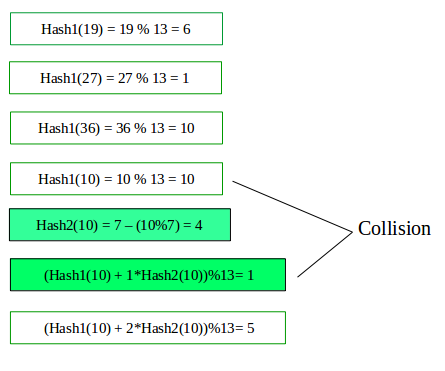 Hash1(19) = 19 % 13 = 6
Hash1(27) = 27 % 13 = 1
Hash1(36) = 36 % 13 = 10
Hash1(10) = 10 % 13 = 10
Hash2(10) = 7 – (10%7) = 4
Collision
(Hash1(10) + 1*Hash2(10))%13= 1
(Hash1(10) + 2*Hash2(10))%13= 5